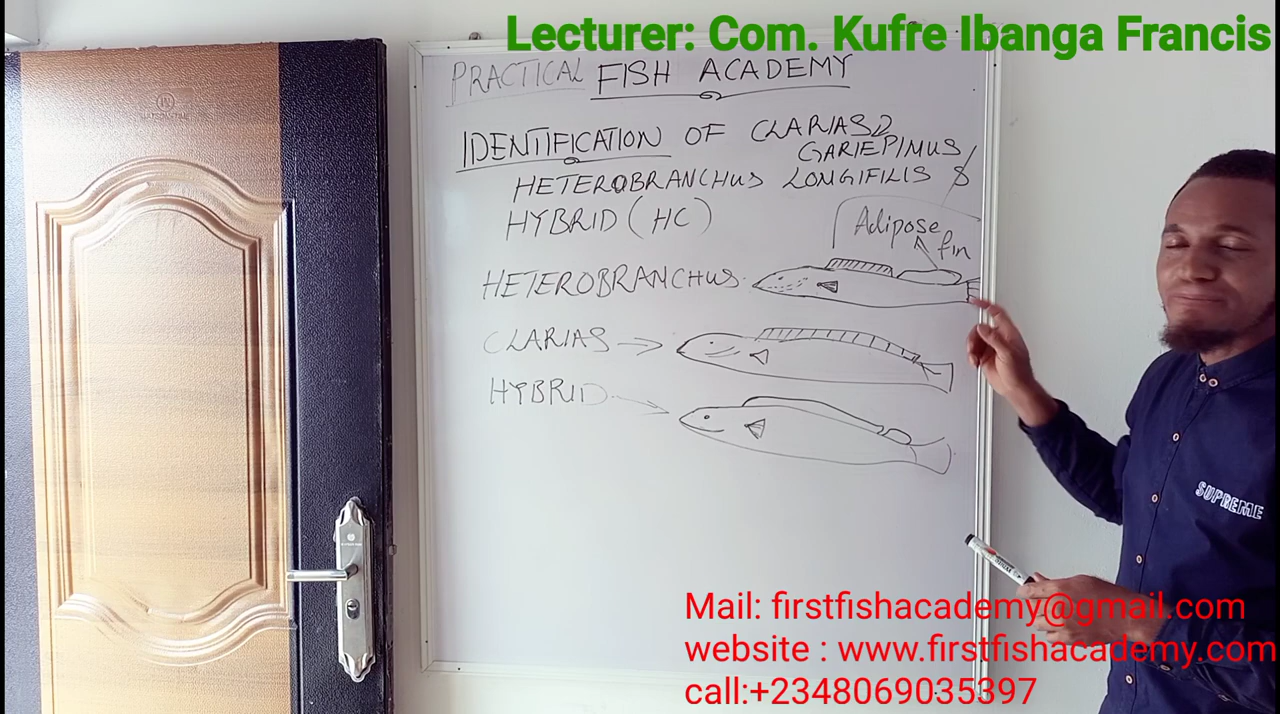 Lecturer: Com. Kufre Ibanga Francis
PRACTICAL FISH ACADEMY
IDENTIFICATION OF CLARIAS
GARIEPIMUS /
HETEROBRANCHUS LONGIFILIS &
HYBRID (HC)
Adipose
fin
HETEROBRANCHUS
CLARIAS
HYBRID
SUPREME
Mail: firstfishacademy@gmail.com
website : www.firstfishacademy.com
call:+2348069035397